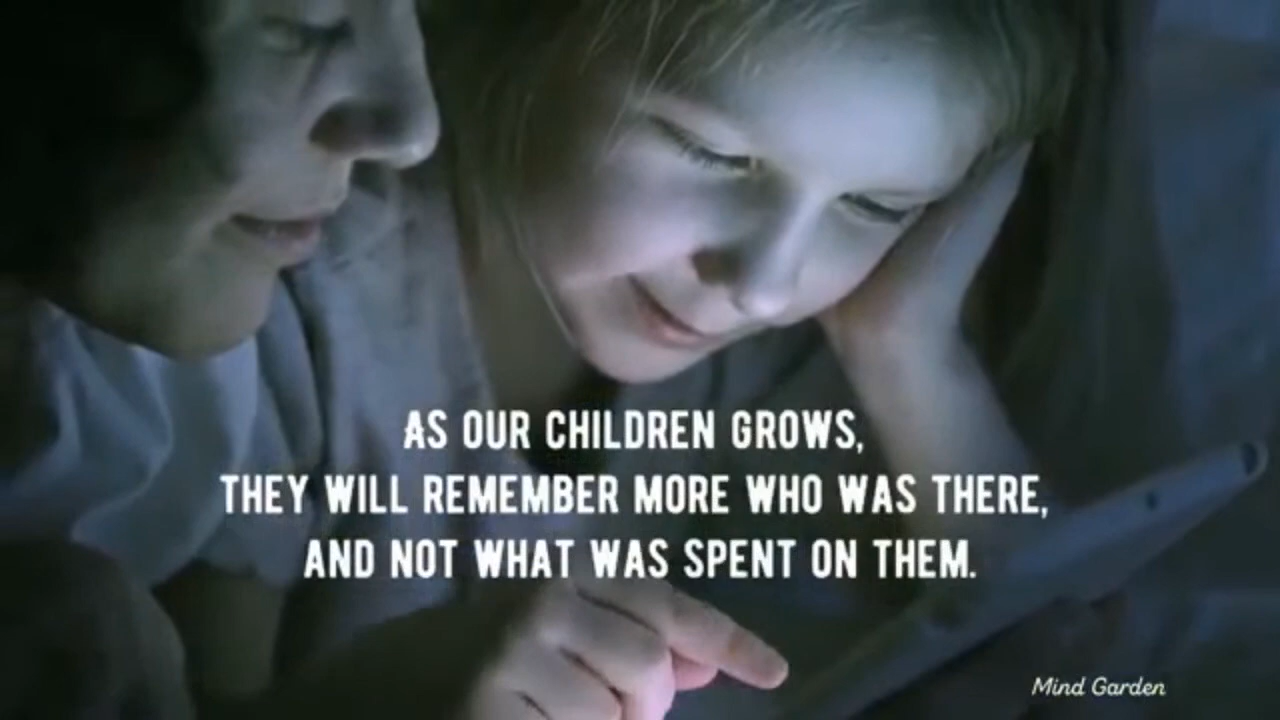 AS OUR CHILDREN GROWS,
THEY WILL REMEMBER MORE WHO WAS THERE,
AND NOT WHAT WAS SPENT ON THEM.
Mind Garden